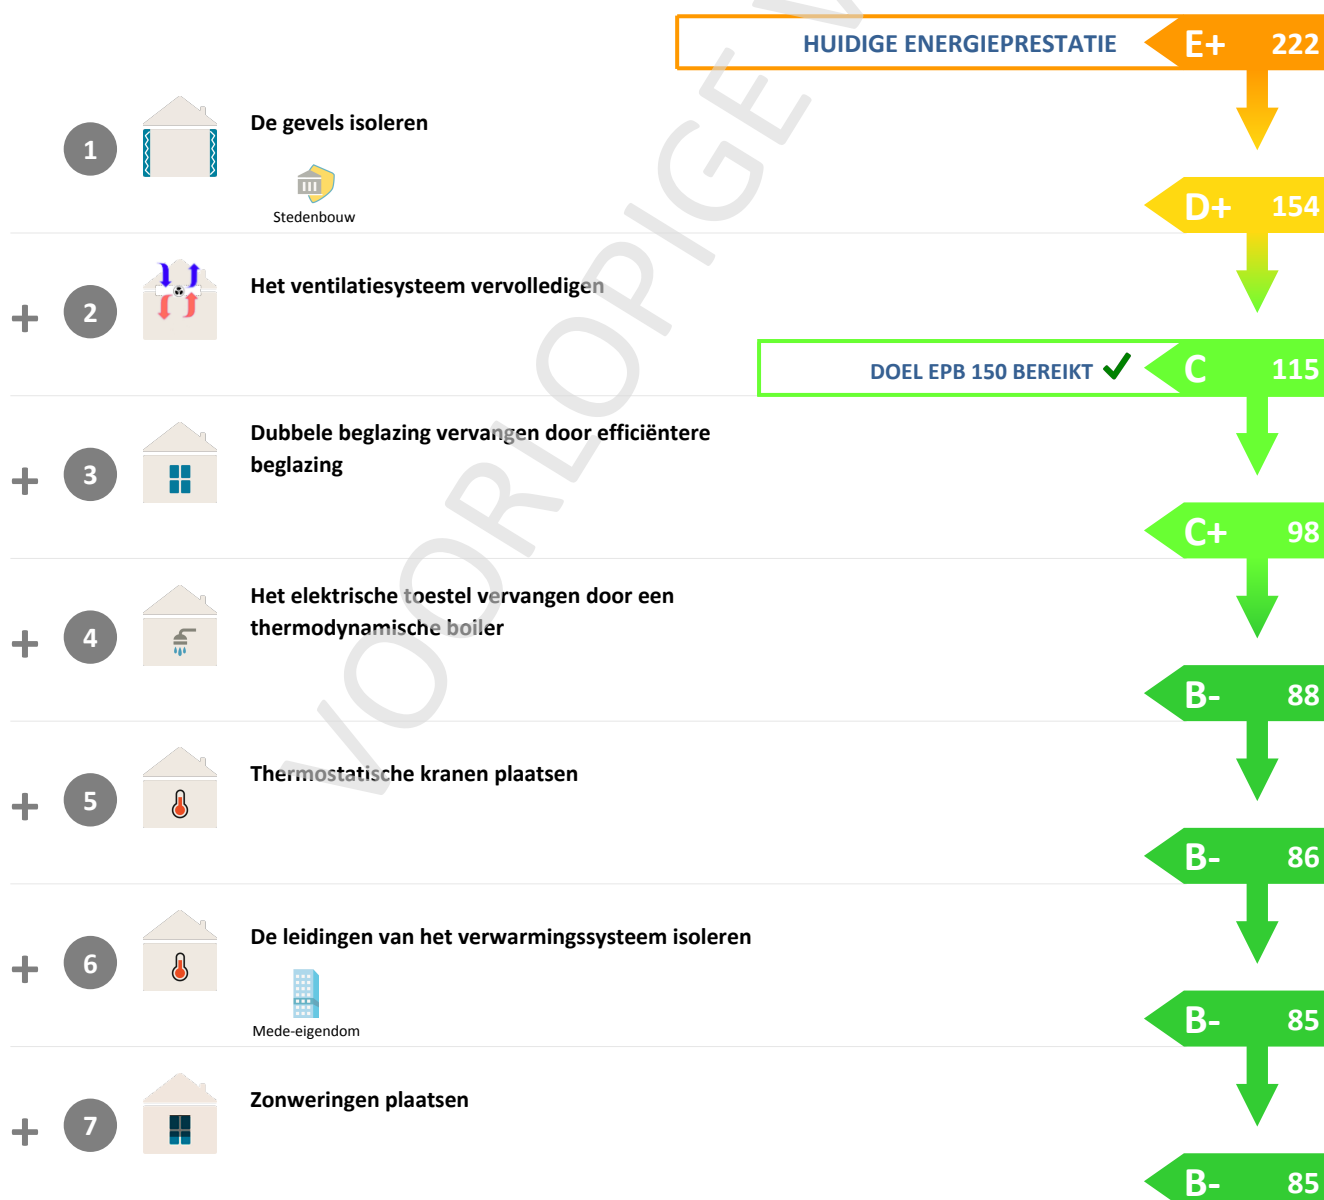 HUIDIGE ENERGIEPRESTATIE E+ 222
1 De gevels isoleren
Stedenbouw
D+ 154
+ 2 Het ventilatiesysteem vervolledigen
DOEL EPB 150 BEREIKT C 115
+ 3 Dubbele beglazing vervangen door efficiëntere
beglazing
C+ 98
+ 4 Het elektrische toestel vervangen door een
thermodynamische boiler
B- 88
+ 5 Thermostatische kranen plaatsen
B- 86
+ 6 De leidingen van het verwarmingssysteem isoleren
Mede-eigendom
B- 85
+ 7 Zonweringen plaatsen
B- 85
VOORLOPIGE